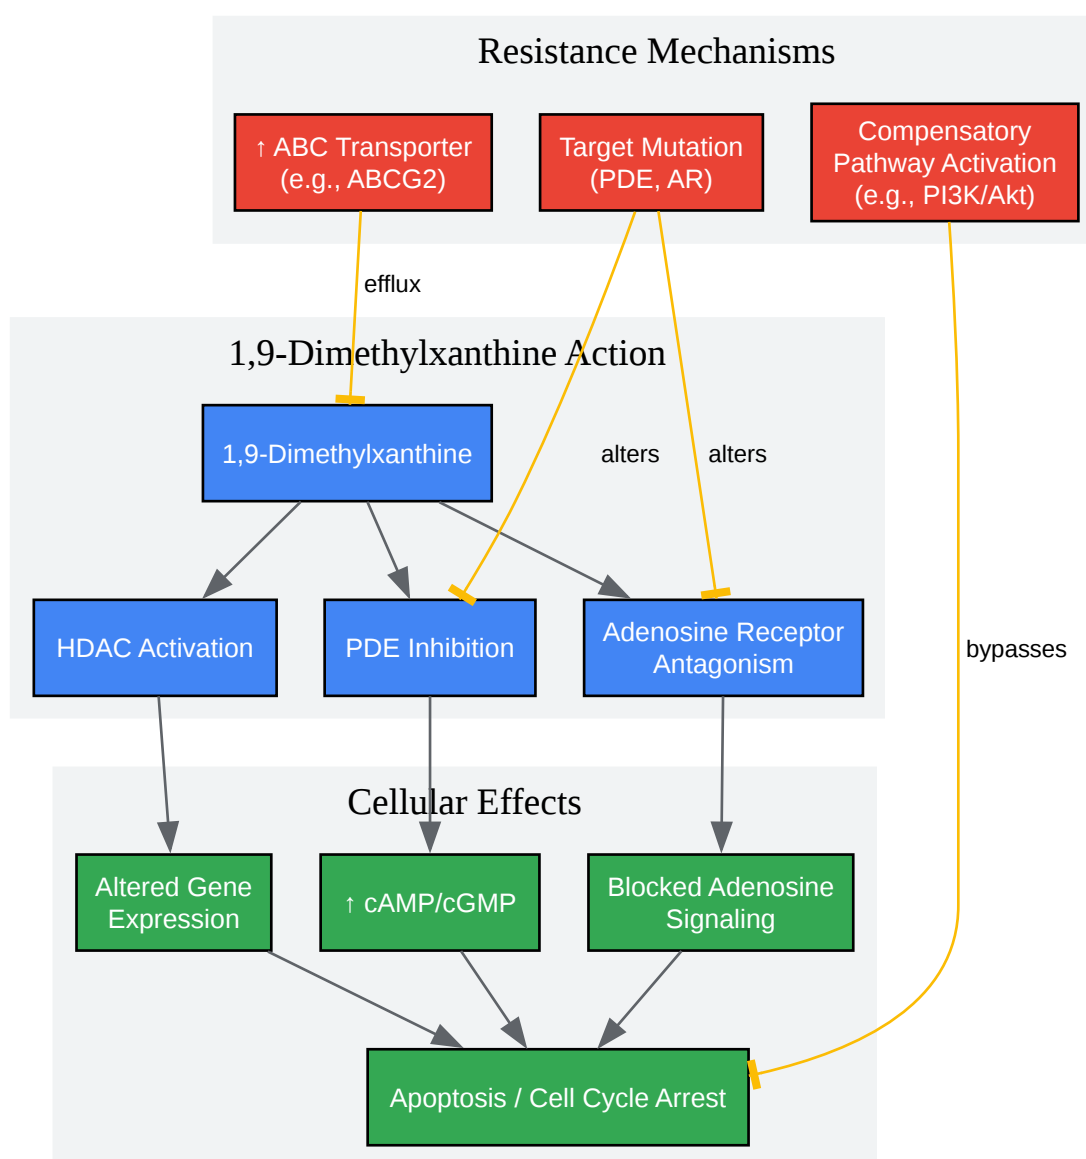 Resistance Mechanisms
↑ ABC Transporter
(e.g., ABCG2)
Target Mutation
(PDE, AR)
Compensatory
Pathway Activation
(e.g., PI3K/Akt)
efflux
1,9-Dimethylxanthine Action
1,9-Dimethylxanthine
alters
alters
HDAC Activation
PDE Inhibition
Adenosine Receptor
Antagonism
bypasses
Cellular Effects
Altered Gene
Expression
↑ cAMP/cGMP
Blocked Adenosine
Signaling
Apoptosis / Cell Cycle Arrest